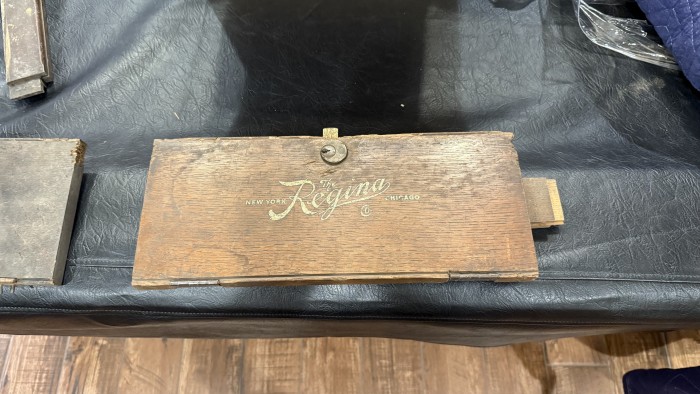 The
NEW YORK Regina CHICAGO